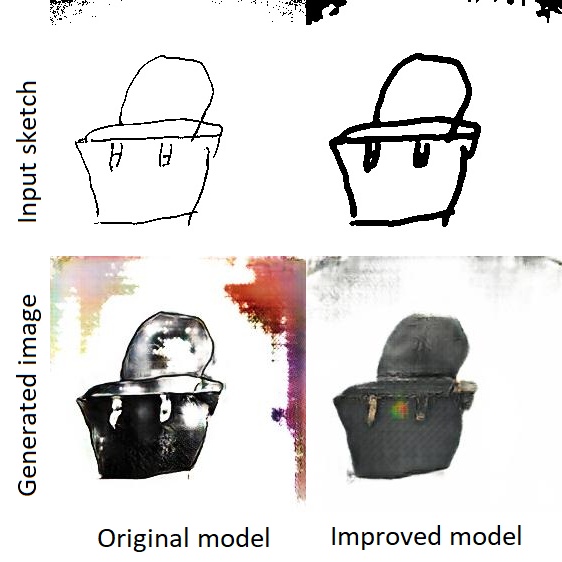 Input sketch
Generated image
Original model
Improved model